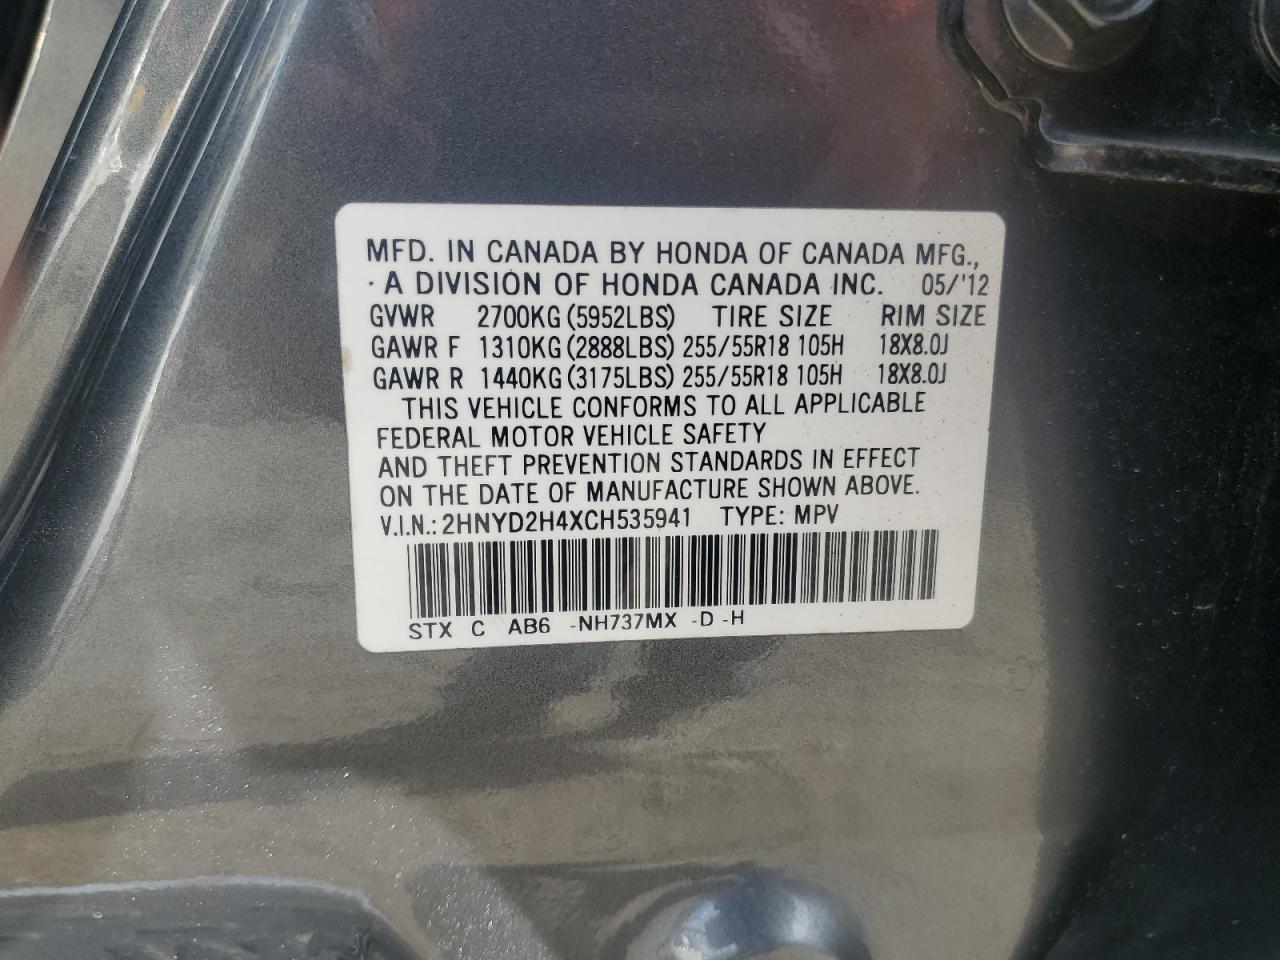 MFD. IN CANADA BY HONDA OF CANADA MFG.,
A DIVISION OF HONDA CANADA INC. 05/'12
GVWR 2700KG (5952LBS) TIRE SIZE RIM SIZE
GAWR F 1310KG (2888LBS) 255/55R18 105H 18X8.0J
GAWR R 1440KG (3175LBS) 255/55R18 105H 18X8.0J
THIS VEHICLE CONFORMS TO ALL APPLICABLE
FEDERAL MOTOR VEHICLE SAFETY
AND THEFT PREVENTION STANDARDS IN EFFECT
ON THE DATE OF MANUFACTURE SHOWN ABOVE.
V.I.N.: 2HNYD2H4XCH535941 TYPE: MPV
STX C AB6 -NH737MX -D -H